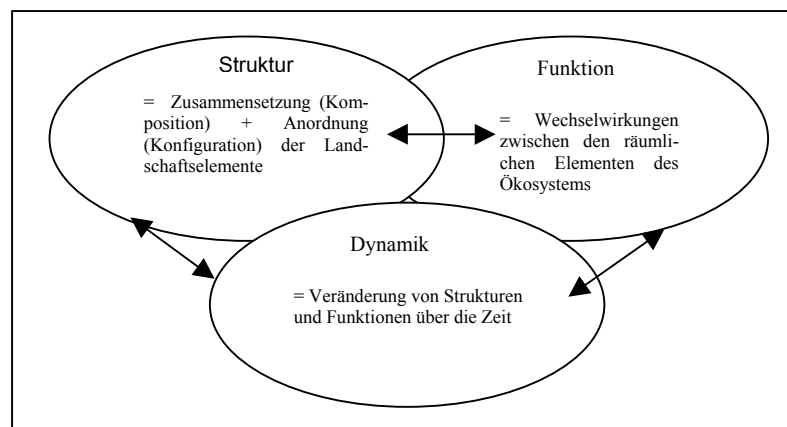 Struktur
= Zusammensetzung (Kom-
position) + Anordnung
(Konfiguration) der Land-
schaftselemente
Funktion
= Wechselwirkungen
zwischen den räumli-
chen Elementen des
Ökosystems
Dynamik
= Veränderung von Strukturen
und Funktionen über die Zeit